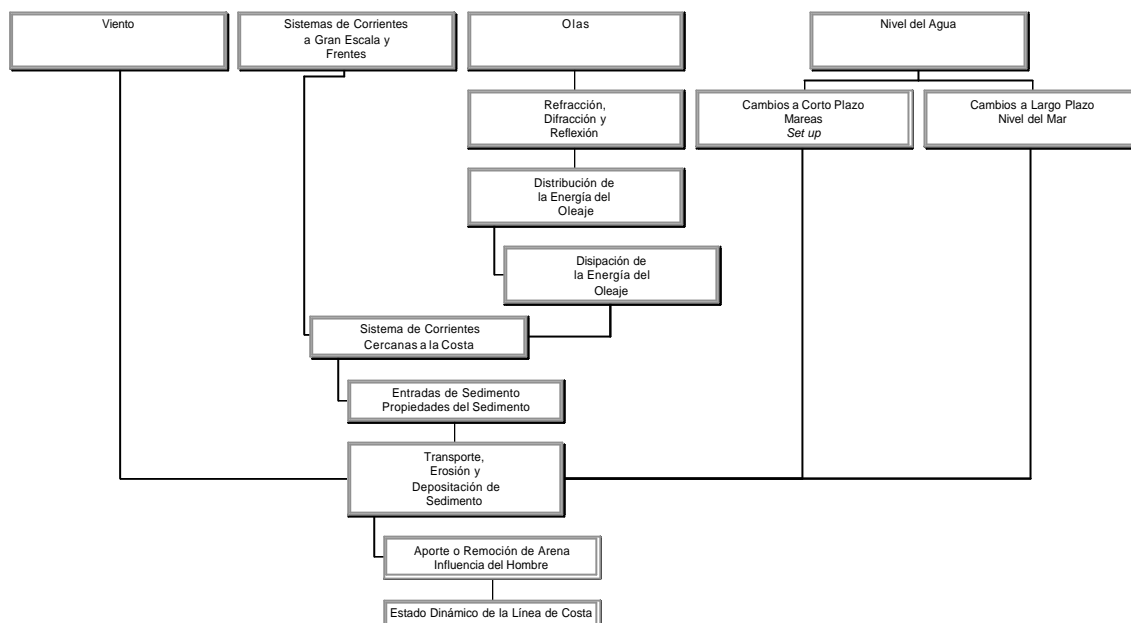 Viento
Sistemas de Corrientes
a Gran Escala y
Frentes
Olas
Nivel del Agua
Refracción,
Difracción y
Reflexión
Cambios a Corto Plazo
Mareas
Set up
Cambios a Largo Plazo
Nivel del Mar
Distribución de
la Energía del
Oleaje
Disipación de
la Energía del
Oleaje
Sistema de Corrientes
Cercanas a la Costa
Entradas de Sedimento
Propiedades del Sedimento
Transporte,
Erosión y
Depositación de
Sedimento
Aporte o Remoción de Arena
Influencia del Hombre
Estado Dinámico de la Línea de Costa